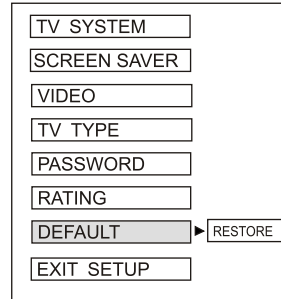 TV SYSTEM
SCREEN SAVER
VIDEO
TV TYPE
PASSWORD
RATING
DEFAULT RESTORE
EXIT SETUP